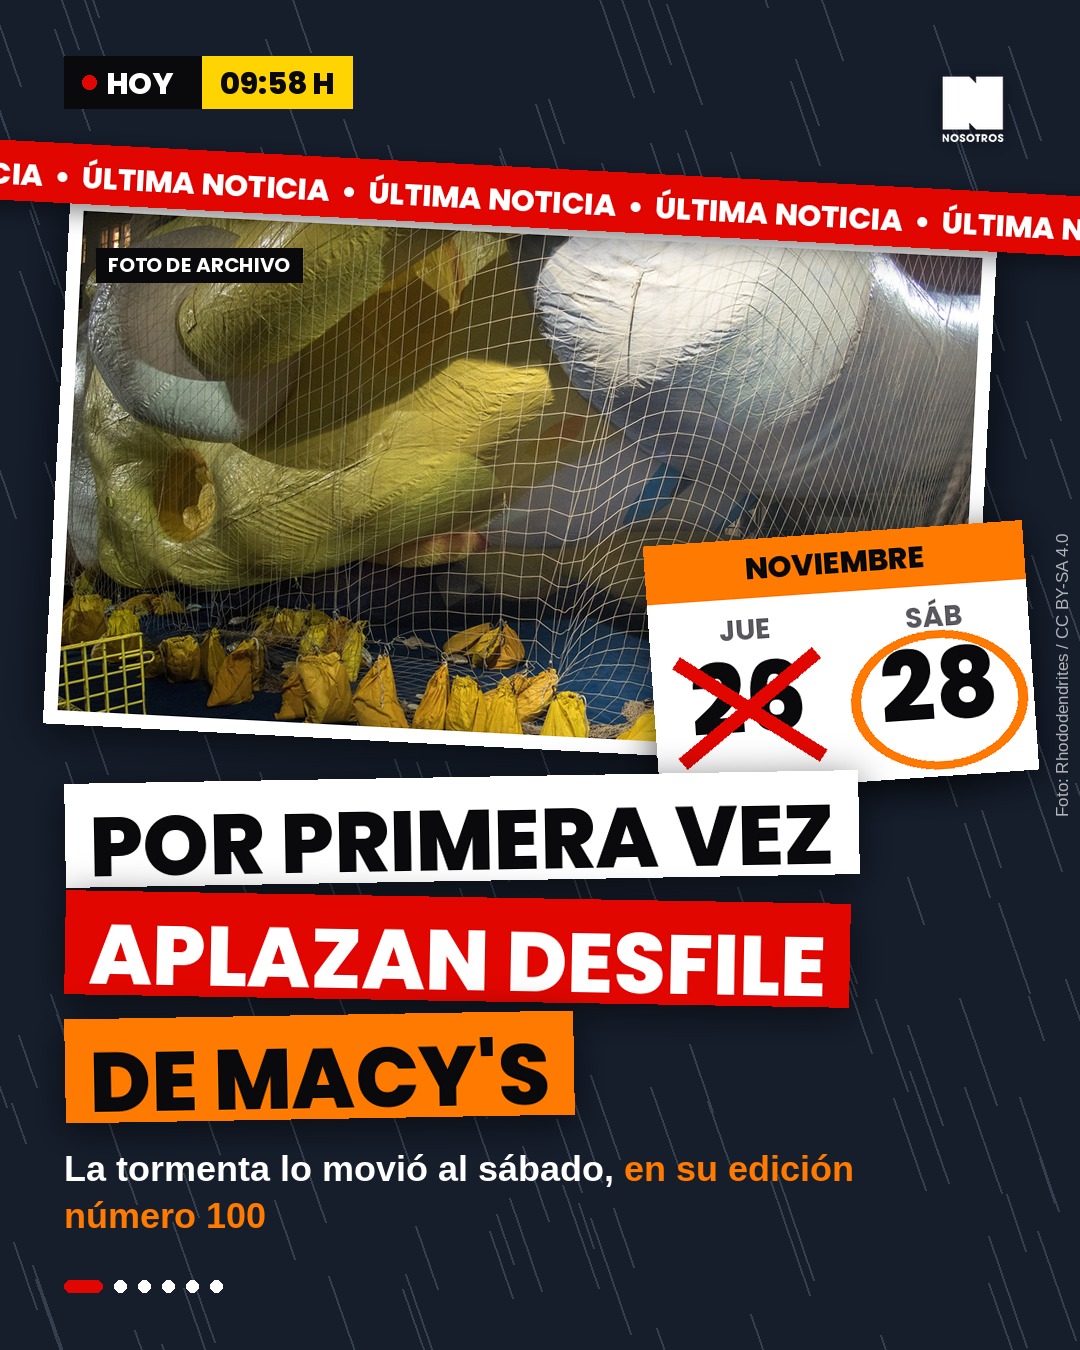 HOY 09:58 H
NOSOTROS
CIA • ÚLTIMA NOTICIA • ÚLTIMA NOTICIA • ÚLTIMA NOTICIA • ÚLTIMA N
FOTO DE ARCHIVO
NOVIEMBRE
JUE SÁB
26 28
Foto: Rhododendrites / CC BY-SA 4.0
POR PRIMERA VEZ
APLAZAN DESFILE
DE MACY'S
La tormenta lo movió al sábado, en su edición
número 100